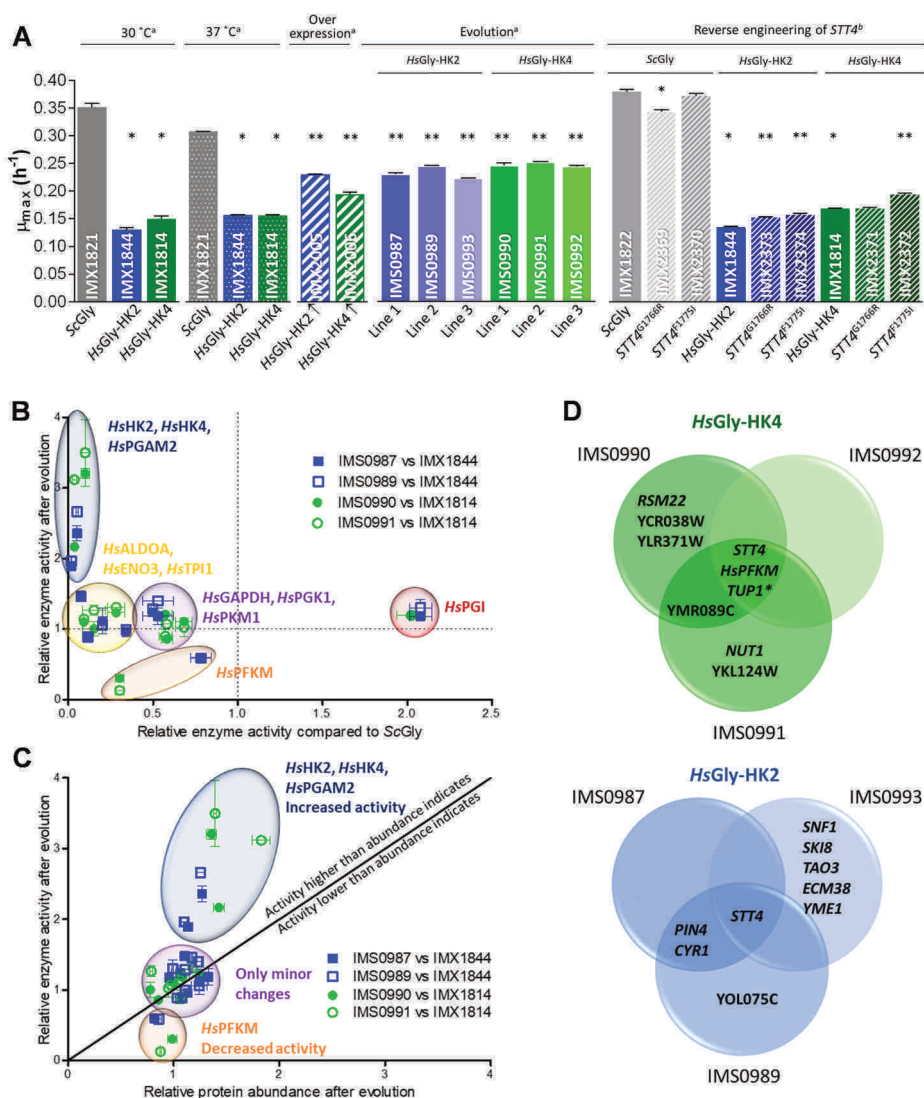 A
30 °Cᵃ
37 °Cᵃ
Over
expressionᵃ
Evolutionᵃ
Reverse engineering of STT4ᵇ
HsGly-HK2
HsGly-HK4
ScGly
HsGly-HK2
HsGly-HK4
μmax (h⁻¹)
0.40
0.35
0.30
0.25
0.20
0.15
0.10
0.05
0.00
* * * * ** ** ** ** ** ** ** ** * * ** ** * **
IMX1821
IMX1844
IMX1814
IMX1821
IMX1844
IMX1814
IMX2005
IMX2006
IMS0987
IMS0989
IMS0993
IMS0990
IMS0991
IMS0992
IMX1822
IMX2369
IMX2370
IMX1844
IMX2373
IMX2374
IMX1814
IMX2371
IMX2372
ScGly
HsGly-HK2
HsGly-HK4
ScGly
HsGly-HK2
HsGly-HK4
HsGly-HK2↑
HsGly-HK4↑
Line 1
Line 2
Line 3
Line 1
Line 2
Line 3
ScGly
STT4G1766R
STT4F1775I
HsGly-HK2
STT4G1766R
STT4F1775I
HsGly-HK4
STT4G1766R
STT4F1775I
B
Relative enzyme activity after evolution
4
3
2
1
0
HsHK2, HsHK4,
HsPGAM2
IMS0987 vs IMX1844
IMS0989 vs IMX1844
IMS0990 vs IMX1814
IMS0991 vs IMX1814
HsALDOA,
HsENO3, HsTPI1
HsGAPDH, HsPGK1,
HsPKM1
HsPGI
HsPFKM
0.0 0.5 1.0 1.5 2.0 2.5
Relative enzyme activity compared to ScGly
C
Relative enzyme activity after evolution
4
3
2
1
0
HsHK2, HsHK4,
HsPGAM2
Increased activity
Activity higher than abundance indicates
Activity lower than abundance indicates
Only minor
changes
IMS0987 vs IMX1844
IMS0989 vs IMX1844
IMS0990 vs IMX1814
IMS0991 vs IMX1814
HsPFKM
Decreased activity
0 1 2 3 4
Relative protein abundance after evolution
D
HsGly-HK4
IMS0990
IMS0992
RSM22
YCR038W
YLR371W
STT4
HsPFKM
TUP1*
YMR089C
NUT1
YKL124W
IMS0991
HsGly-HK2
IMS0987
IMS0993
SNF1
SKI8
TAO3
ECM38
YME1
STT4
PIN4
CYR1
YOL075C
IMS0989